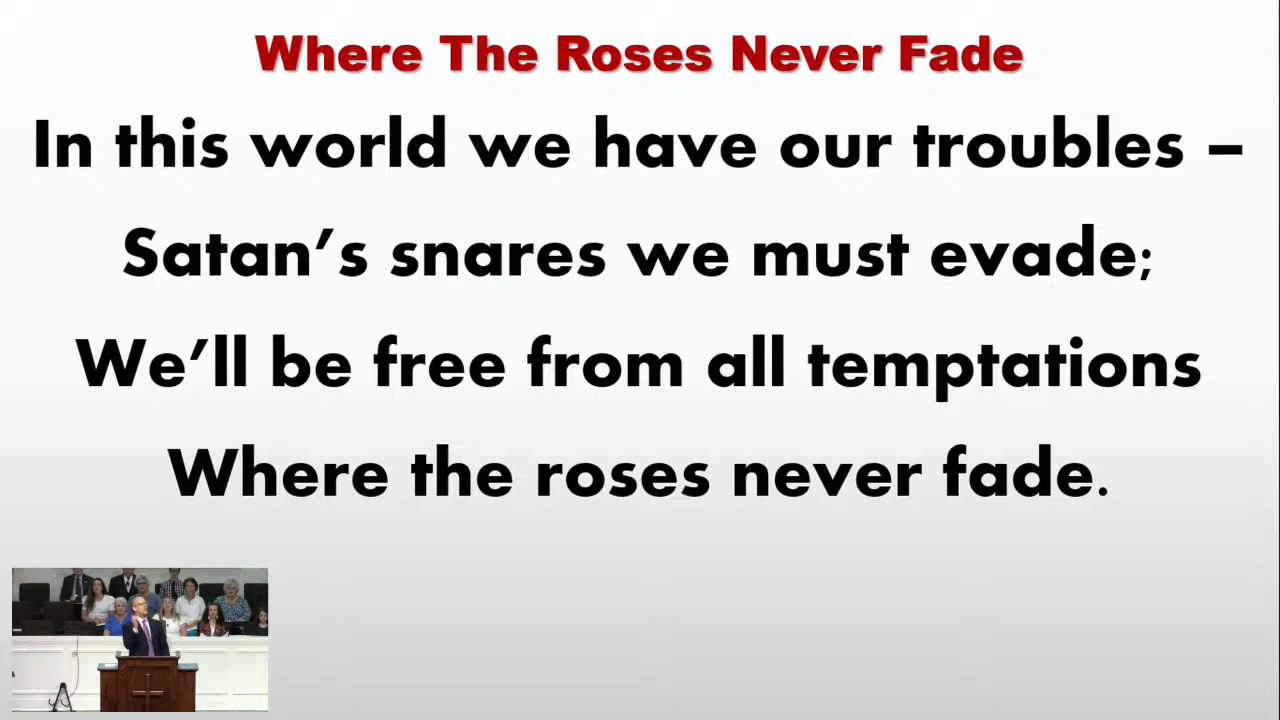 Where The Roses Never Fade
In this world we have our troubles –
Satan’s snares we must evade;
We’ll be free from all temptations
Where the roses never fade.